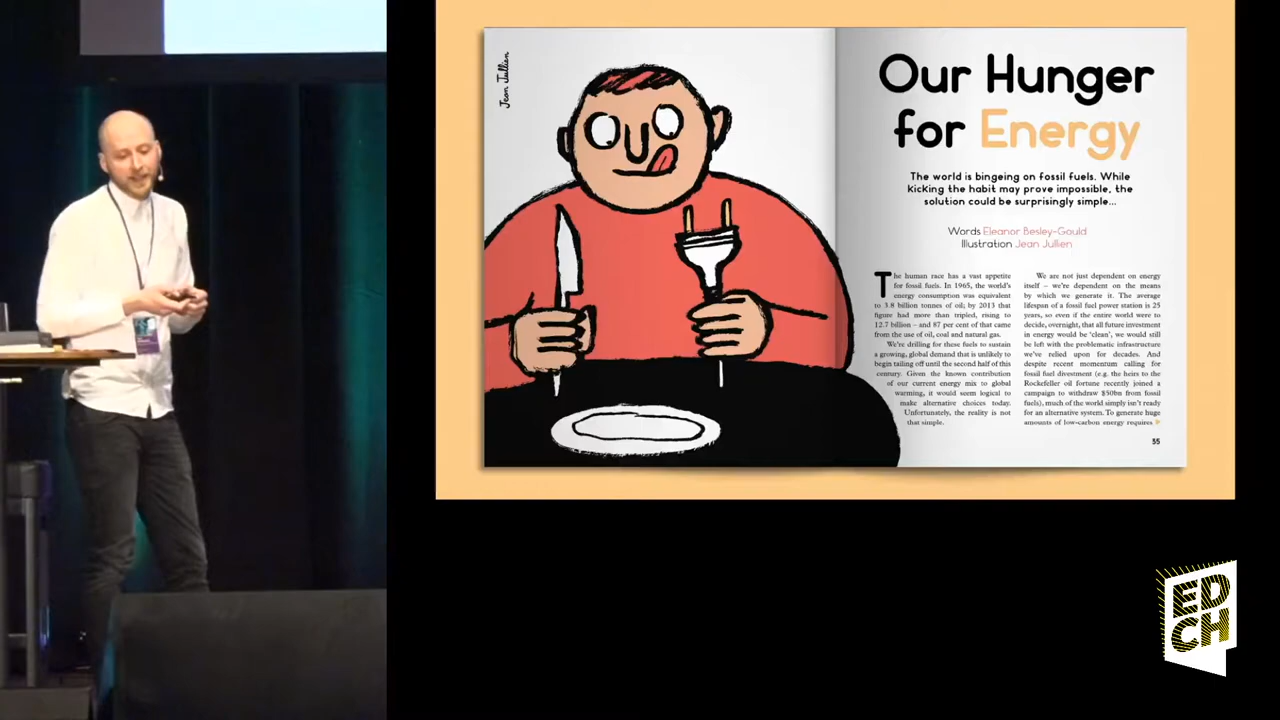 Jean Jullien
Our Hunger
for Energy
The world is bingeing on fossil fuels. While
kicking the habit may prove impossible, the
solution could be surprisingly simple...
Words Eleanor Besley-Gould
Illustration Jean Jullien
The human race has a vast appetite
for fossil fuels. In 1965, the world's
energy consumption was equivalent
to 3.8 billion tonnes of oil; by 2013 that
figure had more than tripled, rising to
12.7 billion – and 87 per cent of that came
from the use of oil, coal and natural gas.
We're drilling for these fuels to sustain
a growing, global demand that is unlikely to
begin tailing off until the second half of this
century. Given the known contribution
of our current energy mix to global
warming, it would seem logical to
make alternative choices today.
Unfortunately, the reality is not
that simple.
We are not just dependent on energy
itself – we're dependent on the means
by which we generate it. The average
lifespan of a fossil fuel power station is 25
years, so even if the entire world were to
decide, overnight, that all future investment
in energy would be 'clean', we would still
be left with the problematic infrastructure
we've relied upon for decades. And
despite recent momentum calling for
fossil fuel divestment (e.g. the heirs to the
Rockefeller oil fortune recently joined a
campaign to withdraw $50bn from fossil
fuels), much of the world simply isn't ready
for an alternative system. To generate huge
amounts of low-carbon energy requires
55
ED
CH